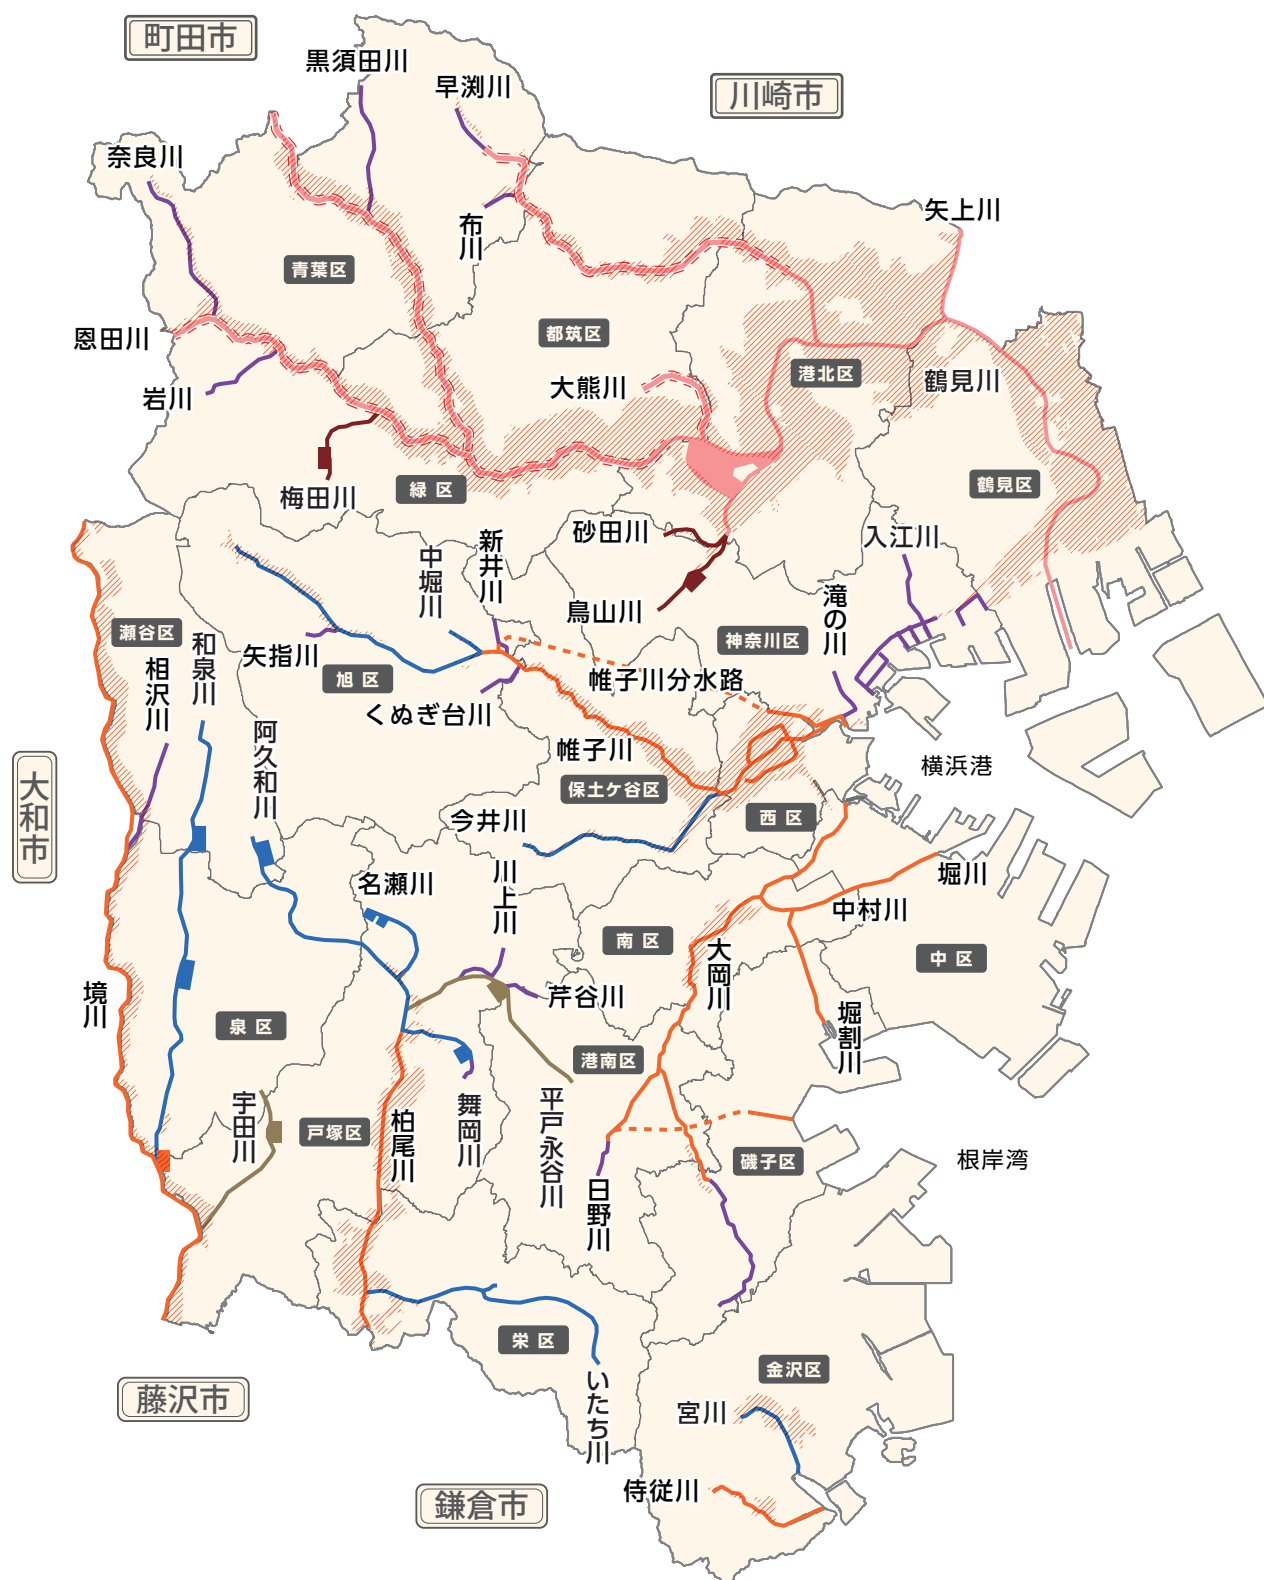 町田市
黒須田川
早渕川
川崎市
奈良川
矢上川
布川
青葉区
恩田川
都筑区
港北区
鶴見川
岩川
大熊川
梅田川
緑 区
鶴見区
砂田川
入江川
新井川
中堀川
鳥山川
滝の川
瀬谷区
和泉川
矢指川
神奈川区
相沢川
旭 区
帷子川分水路
くぬぎ台川
阿久和川
帷子川
横浜港
保土ケ谷区
西 区
大和市
今井川
川上川
名瀬川
堀川
中村川
南 区
大岡川
中 区
境川
芹谷川
堀割川
泉 区
港南区
宇田川
戸塚区
柏尾川
舞岡川
平戸永谷川
磯子区
根岸湾
日野川
栄 区
金沢区
藤沢市
いたち川
宮川
侍従川
鎌倉市